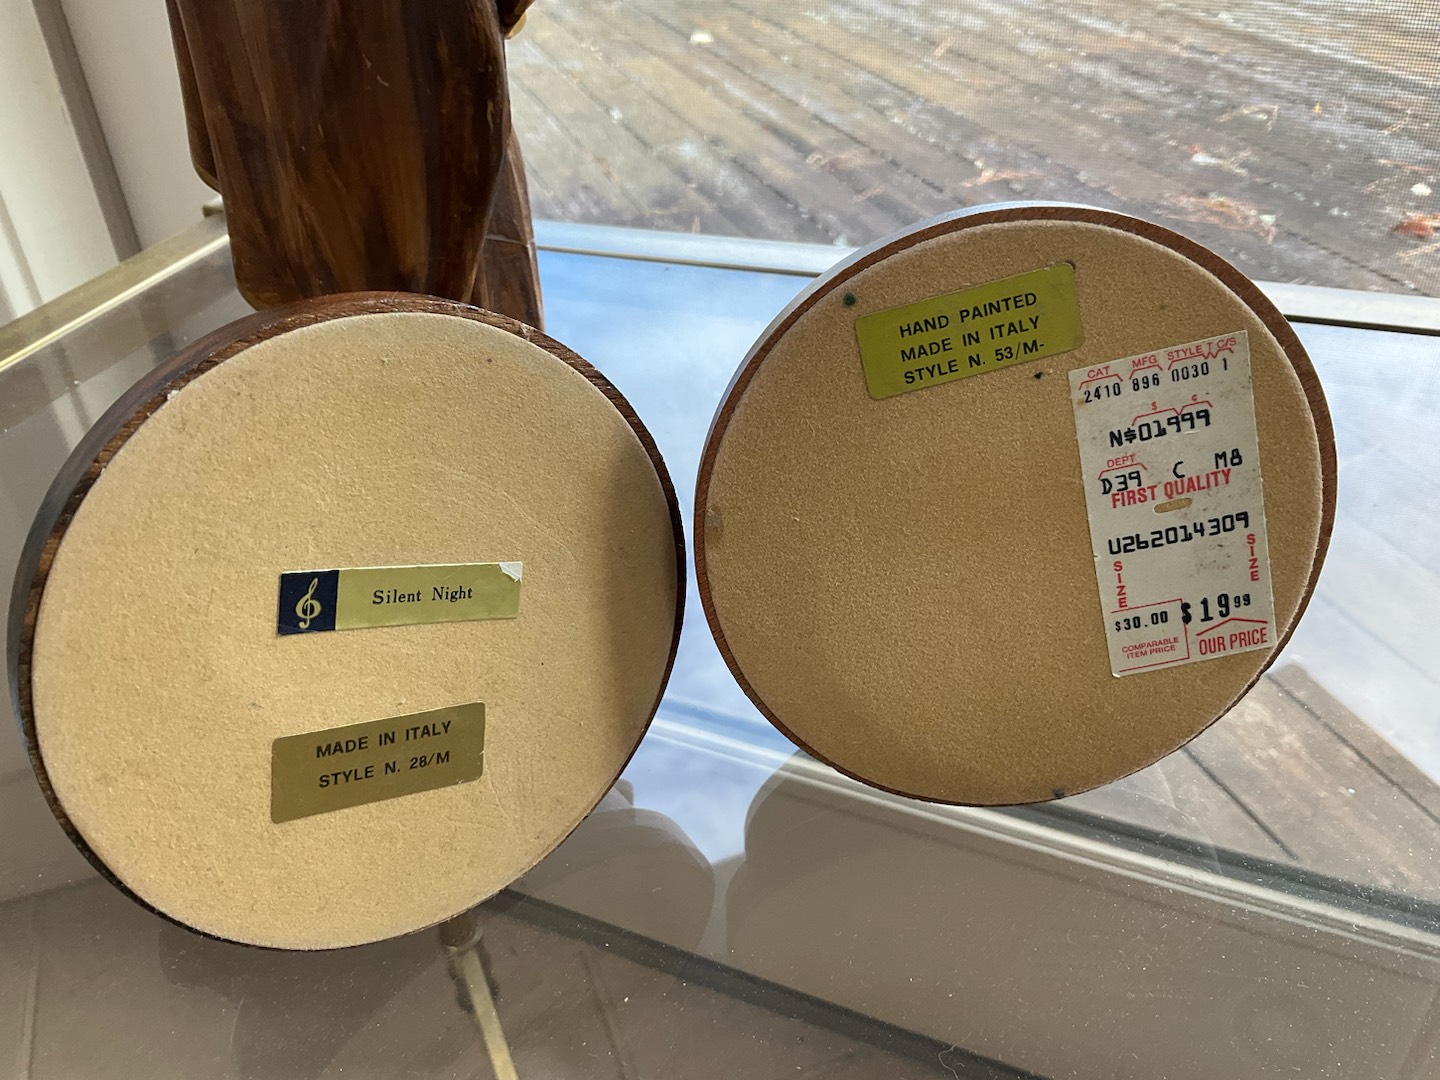 Silent Night
MADE IN ITALY
STYLE N. 28/M
HAND PAINTED
MADE IN ITALY
STYLE N. 53/M-
CAT MFG STYLE T C/S
2410 896 0030 1
$ ¢
N$01999
DEPT
D39 C M8
FIRST QUALITY
U262014309
SIZE
SIZE
$30.00 $19 99
COMPARABLE
ITEM PRICE
OUR PRICE